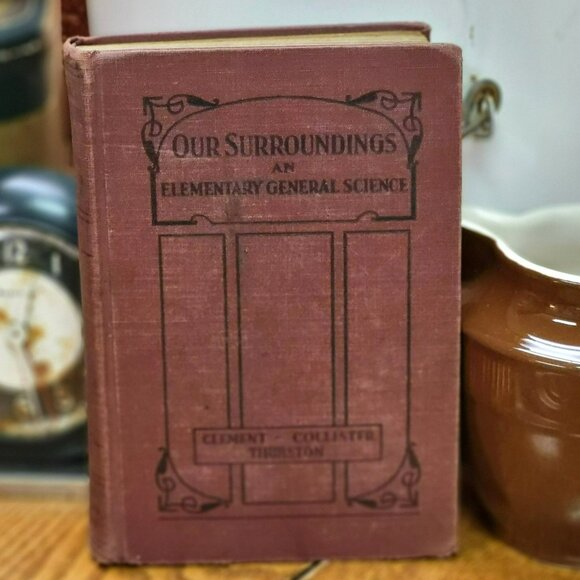 OUR SURROUNDINGS
AN
ELEMENTARY GENERAL SCIENCE
CLEMENT - COLLISTER
THURSTON